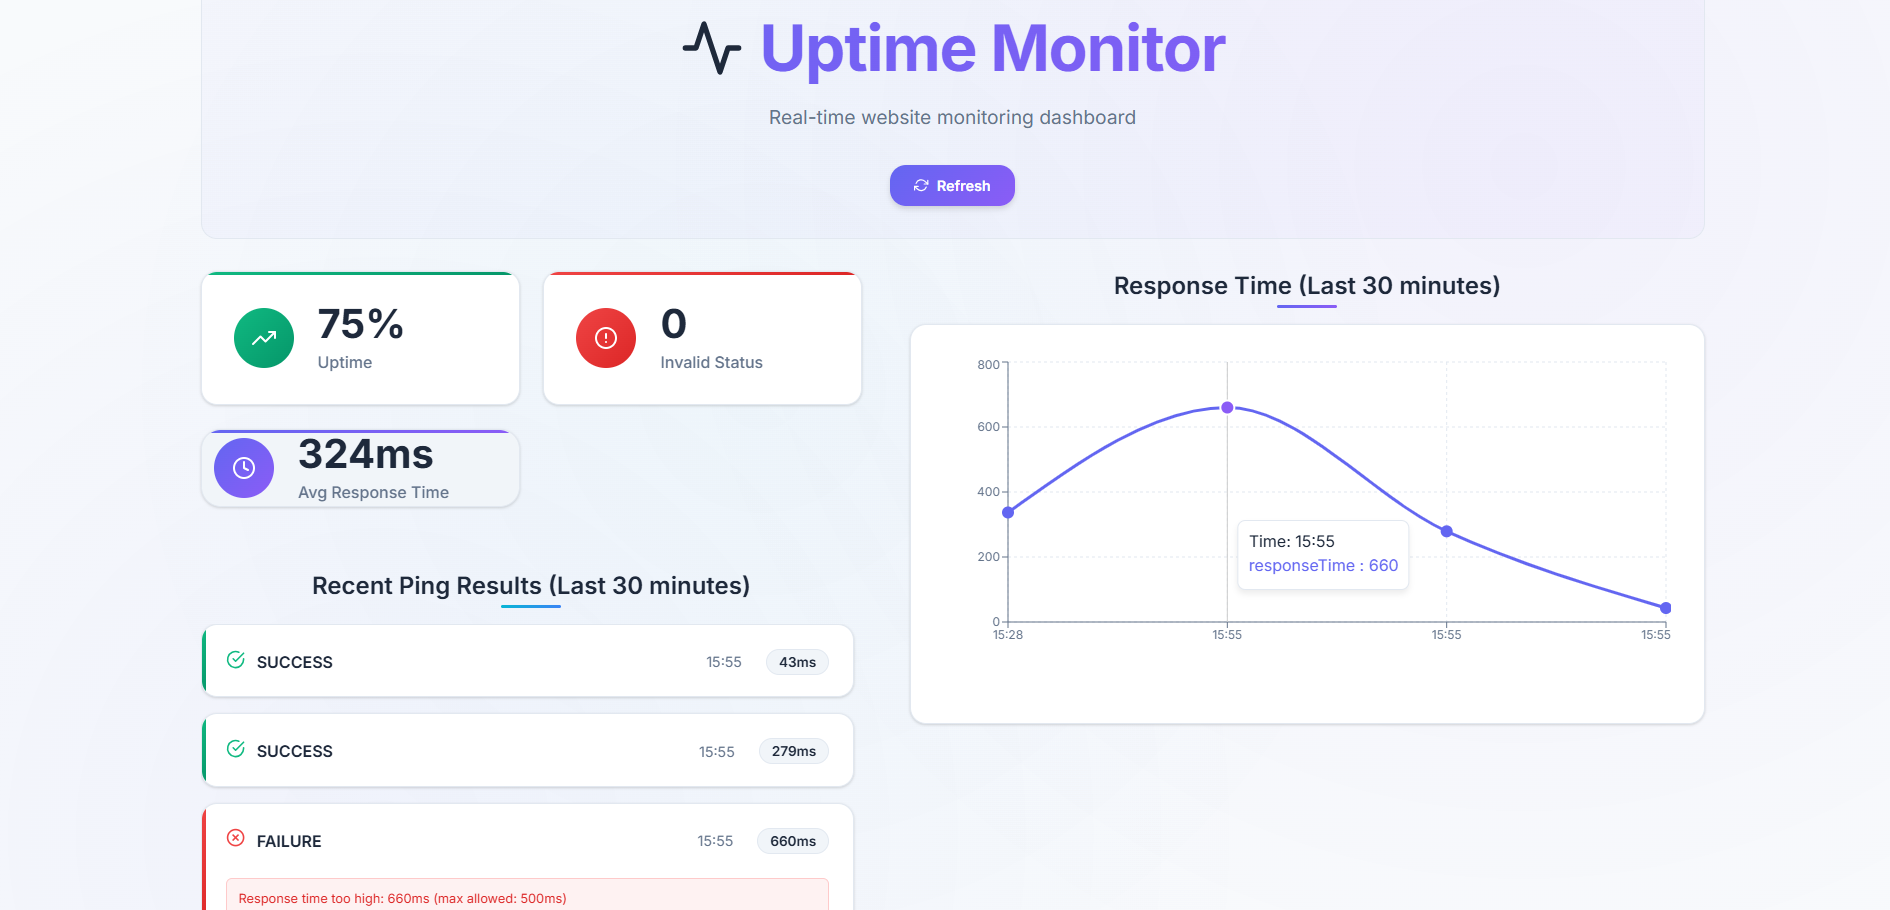 Uptime Monitor
Real-time website monitoring dashboard
Refresh
75%
Uptime
0
Invalid Status
324ms
Avg Response Time
Recent Ping Results (Last 30 minutes)
SUCCESS 15:55 43ms
SUCCESS 15:55 279ms
FAILURE 15:55 660ms
Response time too high: 660ms (max allowed: 500ms)
Response Time (Last 30 minutes)
800
600
400
200
0
15:28 15:55 15:55 15:55
Time: 15:55
responseTime : 660